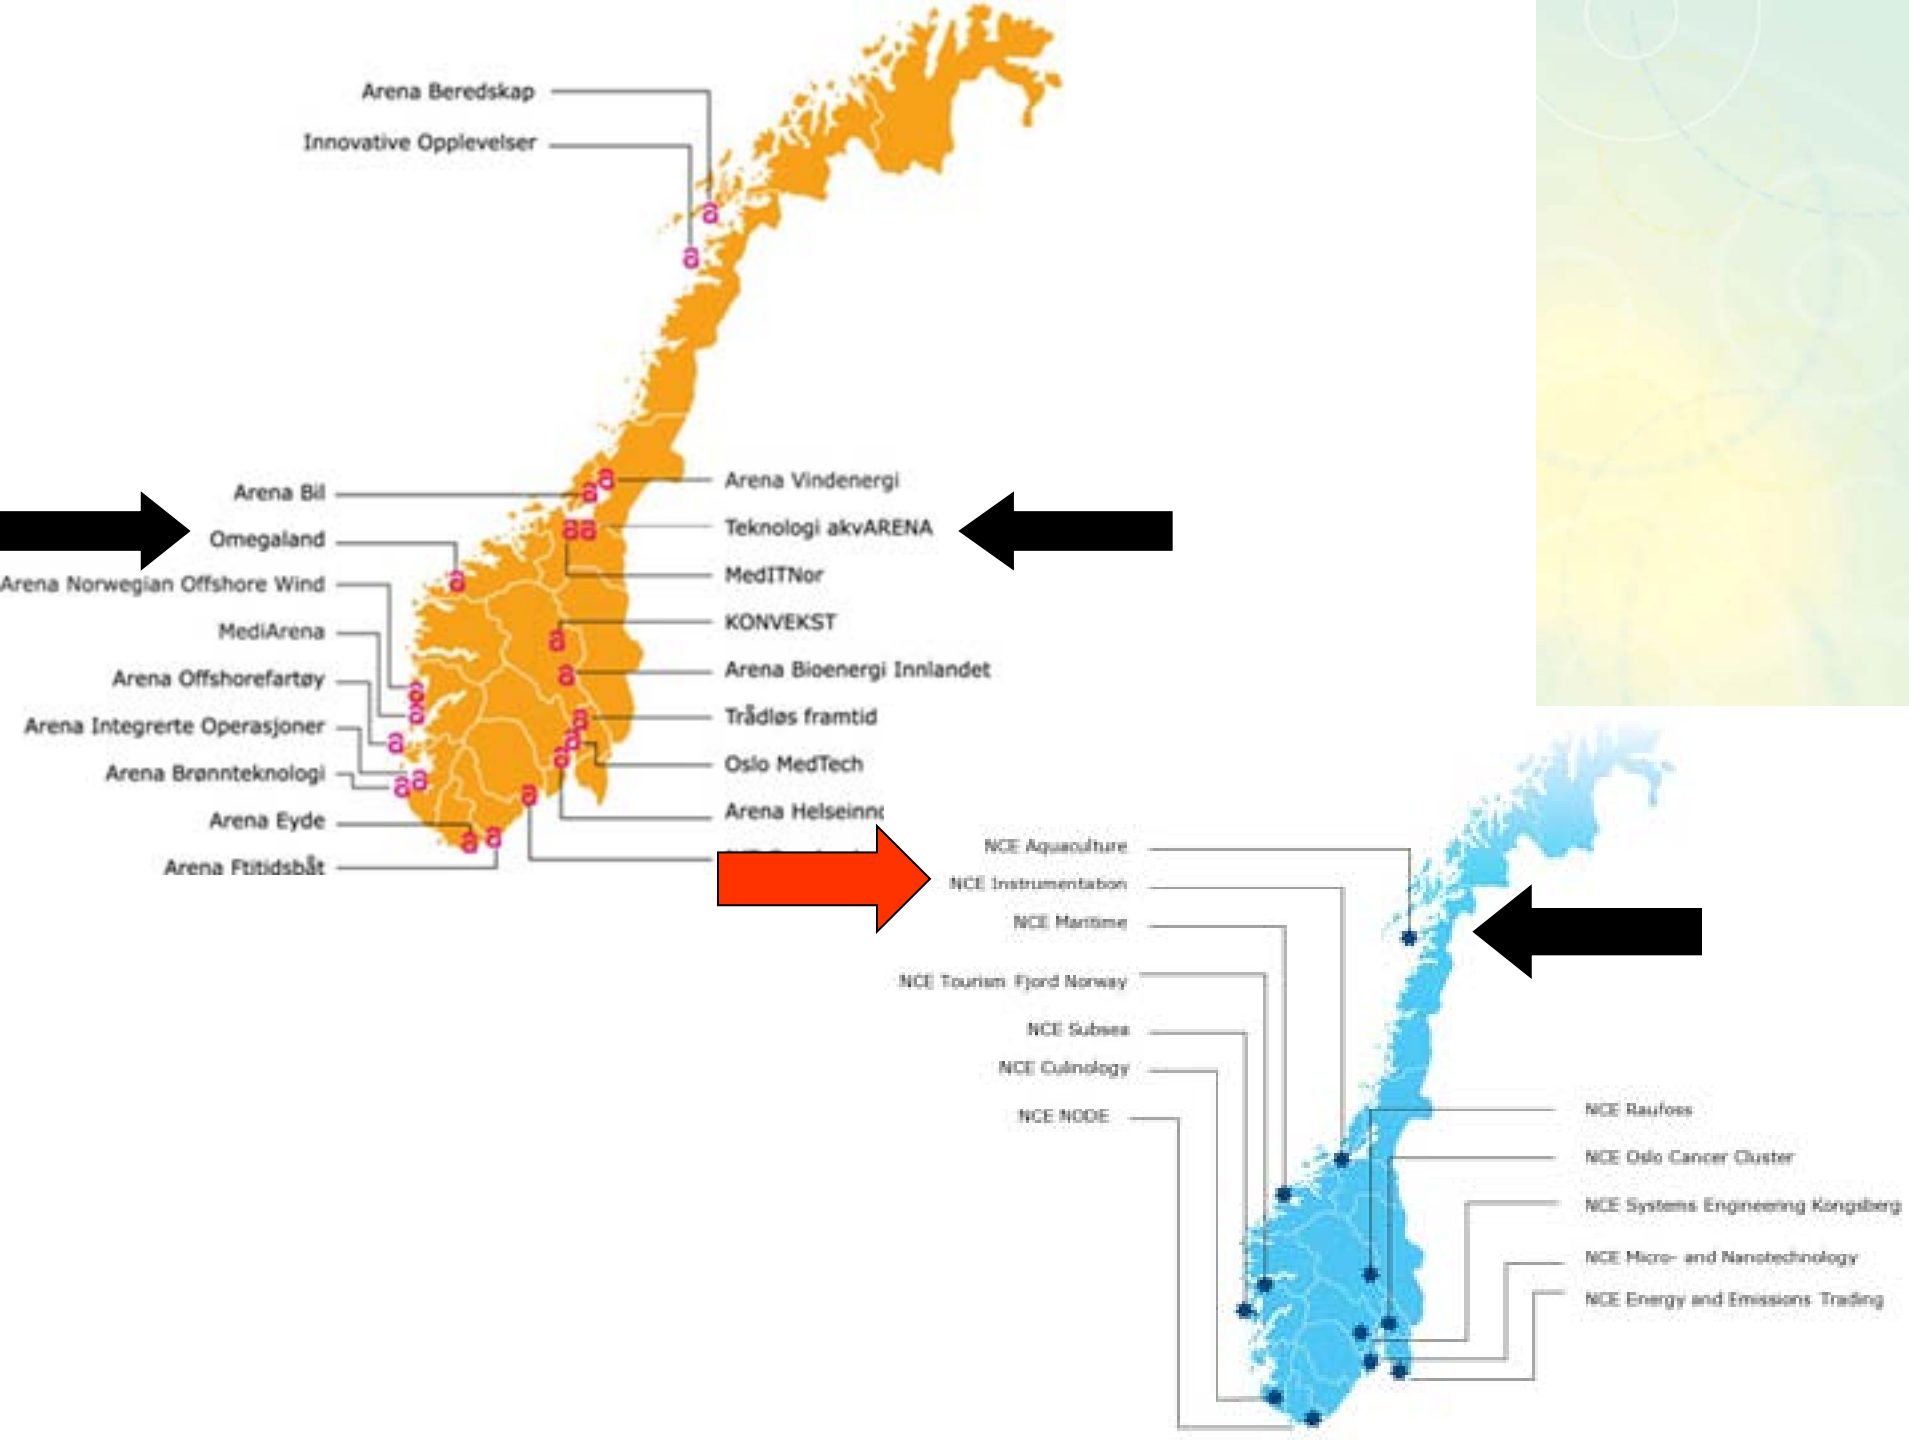 Arena Beredskap
Innovative Opplevelser
Arena Bil
Omegaland
Arena Norwegian Offshore Wind
MediArena
Arena Offshorefartøy
Arena Integrerte Operasjoner
Arena Brønnteknologi
Arena Eyde
Arena Ftitidsbåt
Arena Vindenergi
Teknologi akvARENA
MedITNor
KONVEKST
Arena Bioenergi Innlandet
Trådløs framtid
Oslo MedTech
Arena Helseinno
NCE Aquaculture
NCE Instrumentation
NCE Maritime
NCE Tourism Fjord Norway
NCE Subsea
NCE Culinology
NCE NODE
NCE Raufoss
NCE Oslo Cancer Cluster
NCE Systems Engineering Kongsberg
NCE Micro- and Nanotechnology
NCE Energy and Emissions Trading